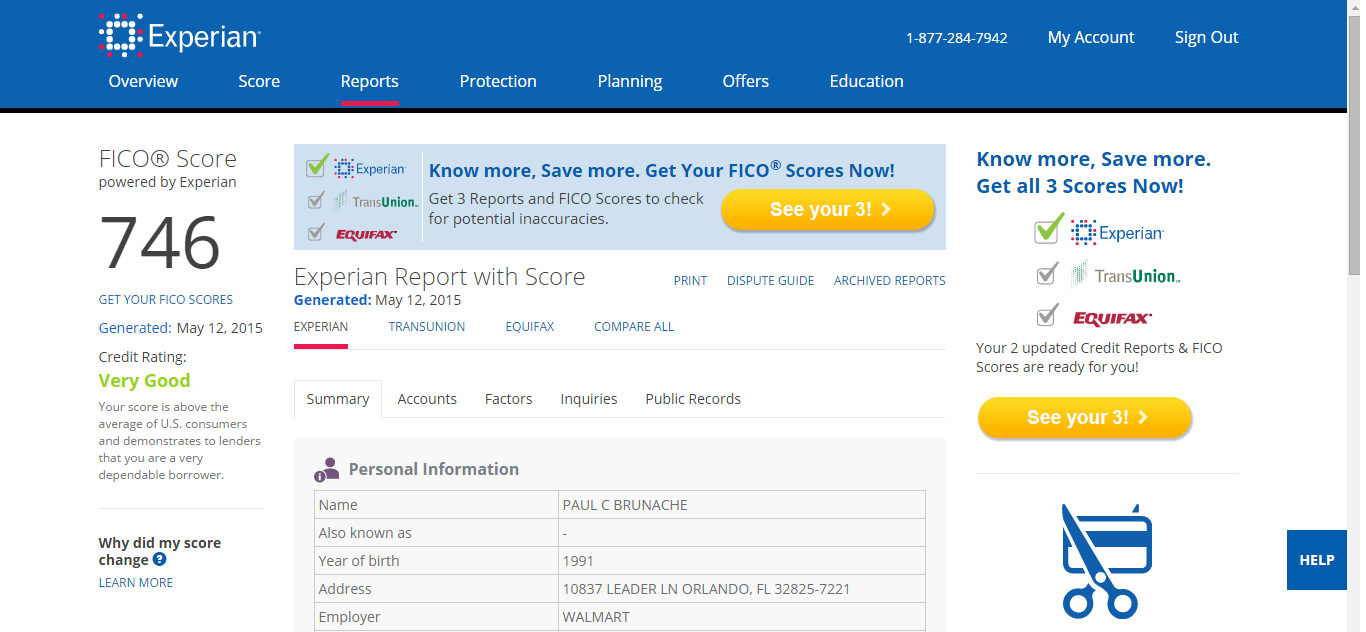 Experian
1-877-284-7942 My Account Sign Out
Overview Score Reports Protection Planning Offers Education
FICO® Score
powered by Experian
746
GET YOUR FICO SCORES
Generated: May 12, 2015
Credit Rating:
Very Good
Your score is above the
average of U.S. consumers
and demonstrates to lenders
that you are a very
dependable borrower.
Why did my score
change ?
LEARN MORE
Experian
TransUnion
EQUIFAX
Know more, Save more. Get Your FICO® Scores Now!
Get 3 Reports and FICO Scores to check
for potential inaccuracies.
See your 3!
Experian Report with Score
PRINT DISPUTE GUIDE ARCHIVED REPORTS
Generated: May 12, 2015
EXPERIAN TRANSUNION EQUIFAX COMPARE ALL
Summary Accounts Factors Inquiries Public Records
Personal Information
Name PAUL C BRUNACHE
Also known as -
Year of birth 1991
Address 10837 LEADER LN ORLANDO, FL 32825-7221
Employer WALMART
Know more, Save more.
Get all 3 Scores Now!
Experian
TransUnion
EQUIFAX
Your 2 updated Credit Reports & FICO
Scores are ready for you!
See your 3!
HELP